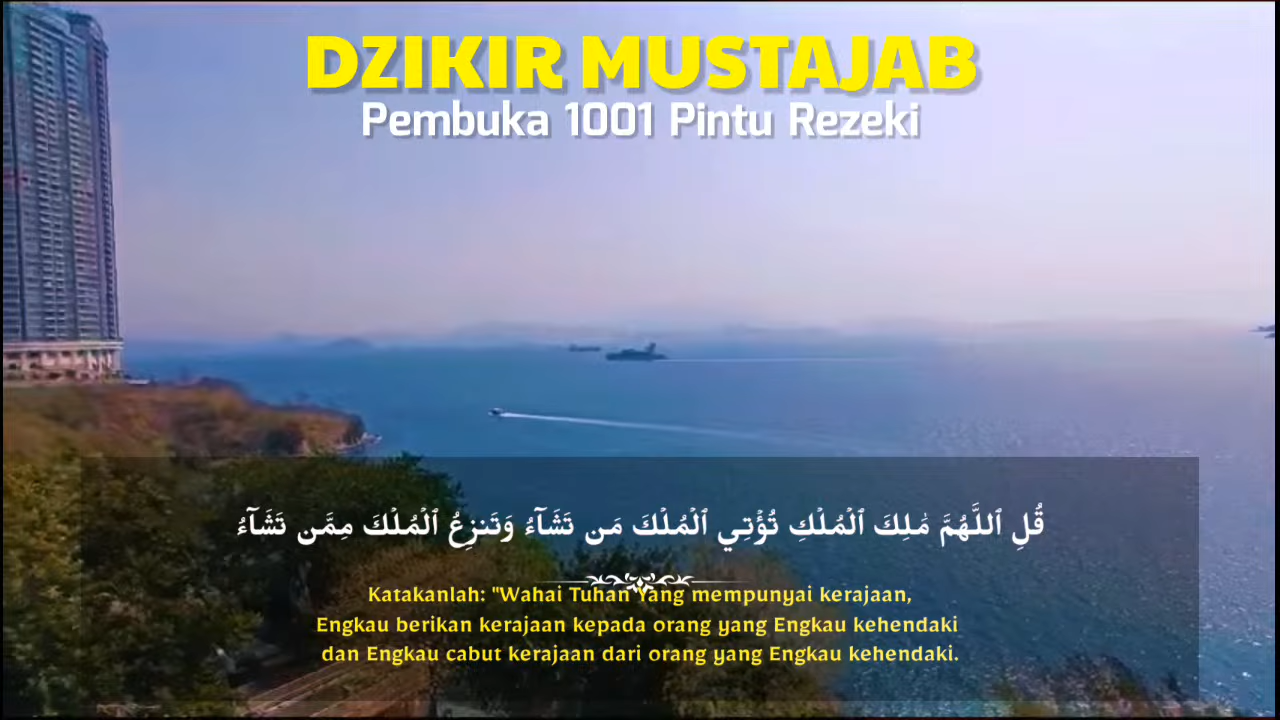 DZIKIR MUSTAJAB
Pembuka 1001 Pintu Rezeki
قُلِ ٱللَّهُمَّ مَٰلِكَ ٱلۡمُلۡكِ تُؤۡتِي ٱلۡمُلۡكَ مَن تَشَآءُ وَتَنزِعُ ٱلۡمُلۡكَ مِمَّن تَشَآءُ
Katakanlah: "Wahai Tuhan Yang mempunyai kerajaan,
Engkau berikan kerajaan kepada orang yang Engkau kehendaki
dan Engkau cabut kerajaan dari orang yang Engkau kehendaki.